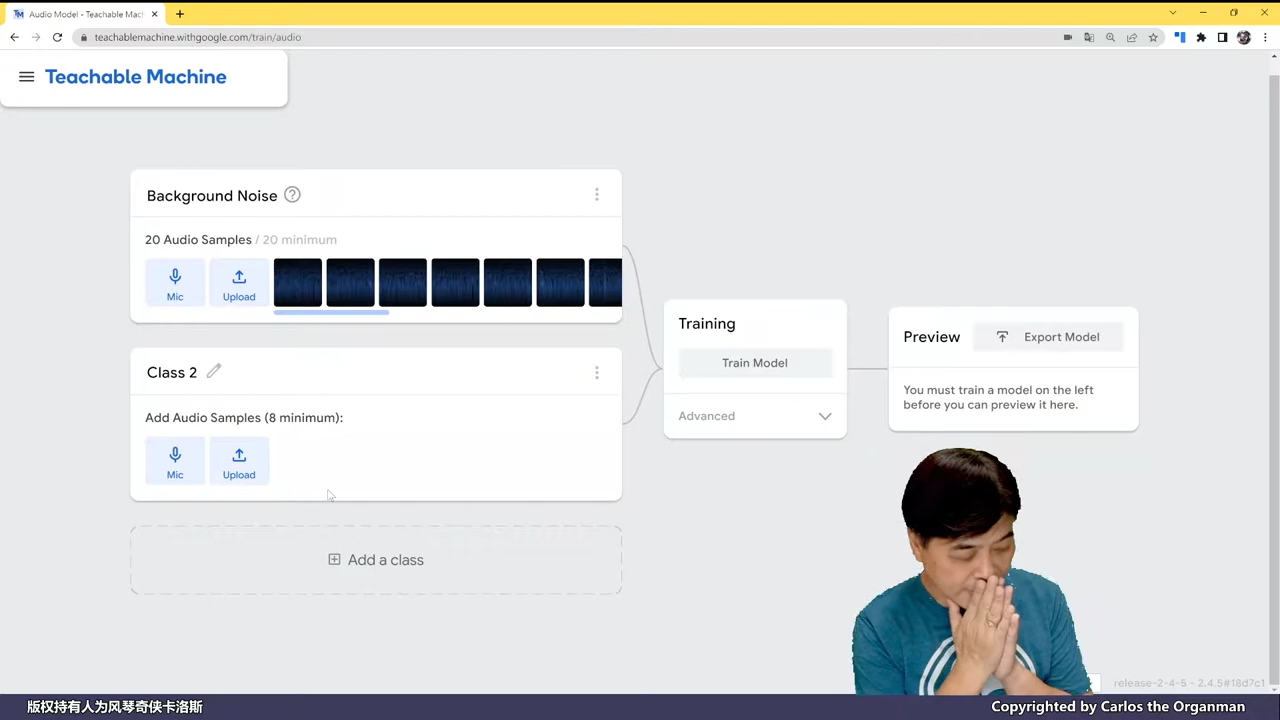 Audio Model - Teachable Mac
teachablemachine.withgoogle.com/train/audio
Teachable Machine
Background Noise
20 Audio Samples / 20 minimum
Mic
Upload
Class 2
Add Audio Samples (8 minimum):
Mic
Upload
Add a class
Training
Train Model
Advanced
Preview
Export Model
You must train a model on the left
before you can preview it here.
release-2-4-5 - 2.4.5#18d7c1
版权持有人为风琴奇侠卡洛斯
Copyrighted by Carlos the Organman